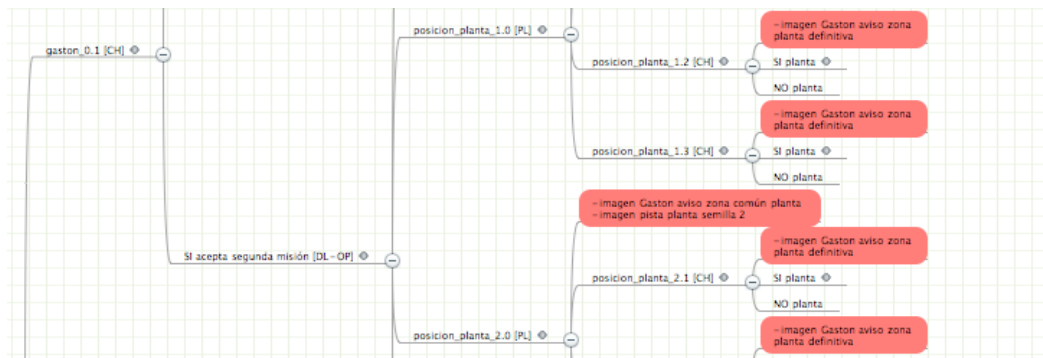 gaston_0.1 [CH]
SI acepta segunda misión [DL-OP]
posicion_planta_1.0 [PL]
- imagen Gaston aviso zona
planta definitiva
posicion_planta_1.2 [CH]
SI planta
NO planta
- imagen Gaston aviso zona
planta definitiva
posicion_planta_1.3 [CH]
SI planta
NO planta
posicion_planta_2.0 [PL]
- imagen Gaston aviso zona común planta
- imagen pista planta semilla 2
- imagen Gaston aviso zona
planta definitiva
posicion_planta_2.1 [CH]
SI planta
NO planta
- imagen Gaston aviso zona
planta definitiva